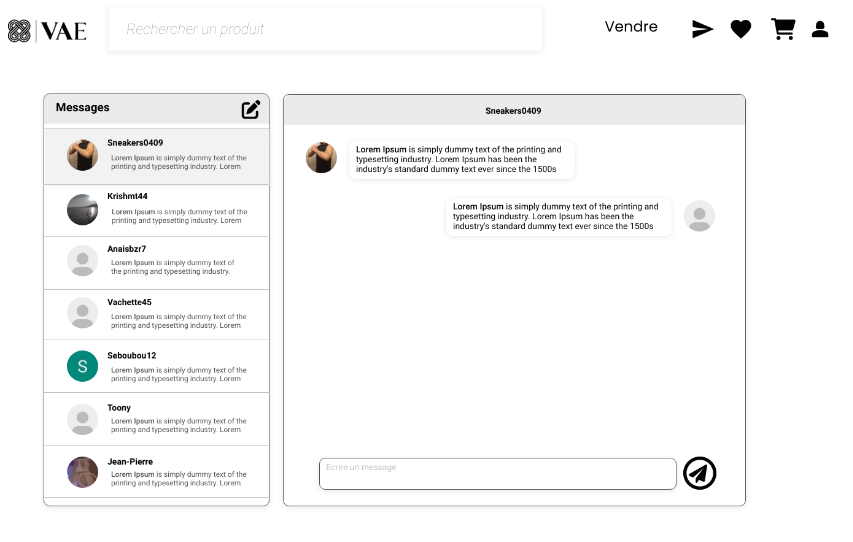 VAE
Rechercher un produit
Vendre
Messages
Sneakers0409
Lorem Ipsum is simply dummy text of the
printing and typesetting industry. Lorem
Krishmt44
Lorem Ipsum is simply dummy text of the
printing and typesetting industry. Lorem
Anaisbzr7
Lorem Ipsum is simply dummy text of
the printing and typesetting industry.
Vachette45
Lorem Ipsum is simply dummy text of the
printing and typesetting industry. Lorem
S
Seboubou12
Lorem Ipsum is simply dummy text of the
printing and typesetting industry. Lorem
Toony
Lorem Ipsum is simply dummy text of the
printing and typesetting industry. Lorem
Jean-Pierre
Lorem Ipsum is simply dummy text of the
printing and typesetting industry. Lorem
Sneakers0409
Lorem Ipsum is simply dummy text of the printing and
typesetting industry. Lorem Ipsum has been the
industry's standard dummy text ever since the 1500s
Lorem Ipsum is simply dummy text of the printing and
typesetting industry. Lorem Ipsum has been the
industry's standard dummy text ever since the 1500s
Ecrire un message